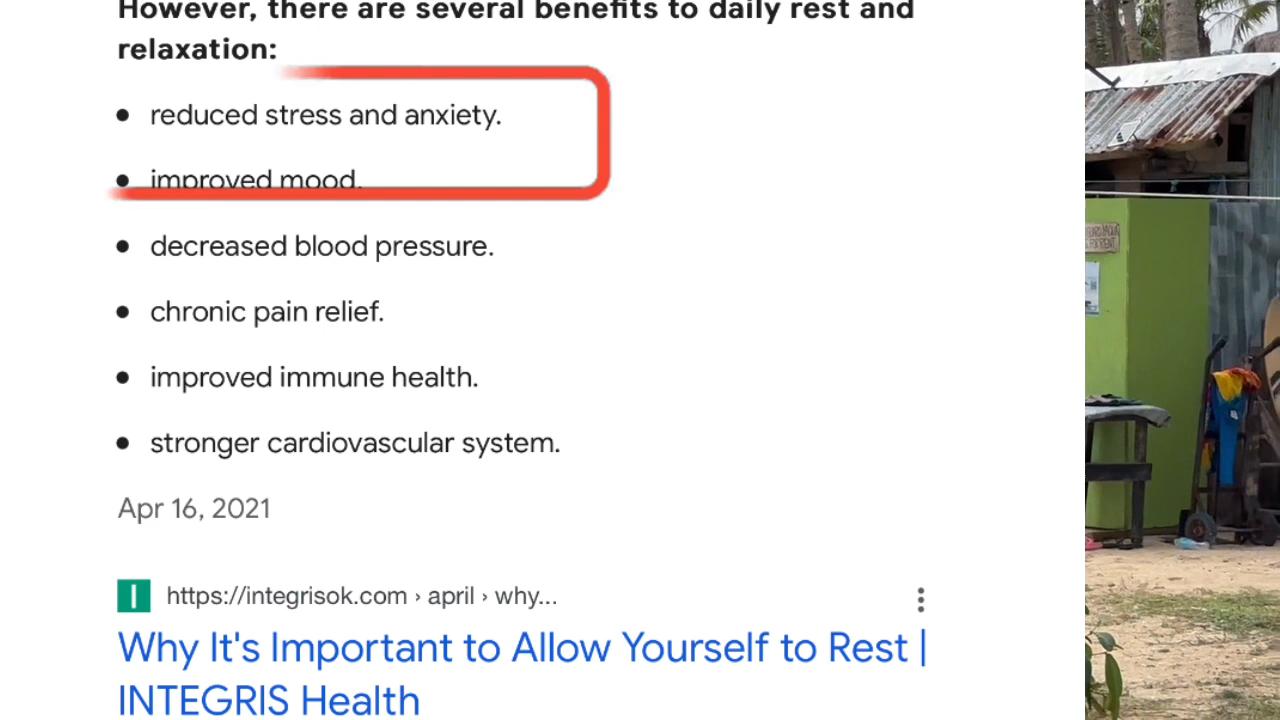 However, there are several benefits to daily rest and
relaxation:
• reduced stress and anxiety.
• improved mood.
• decreased blood pressure.
• chronic pain relief.
• improved immune health.
• stronger cardiovascular system.
Apr 16, 2021
https://integrisok.com › april › why...
Why It's Important to Allow Yourself to Rest |
INTEGRIS Health